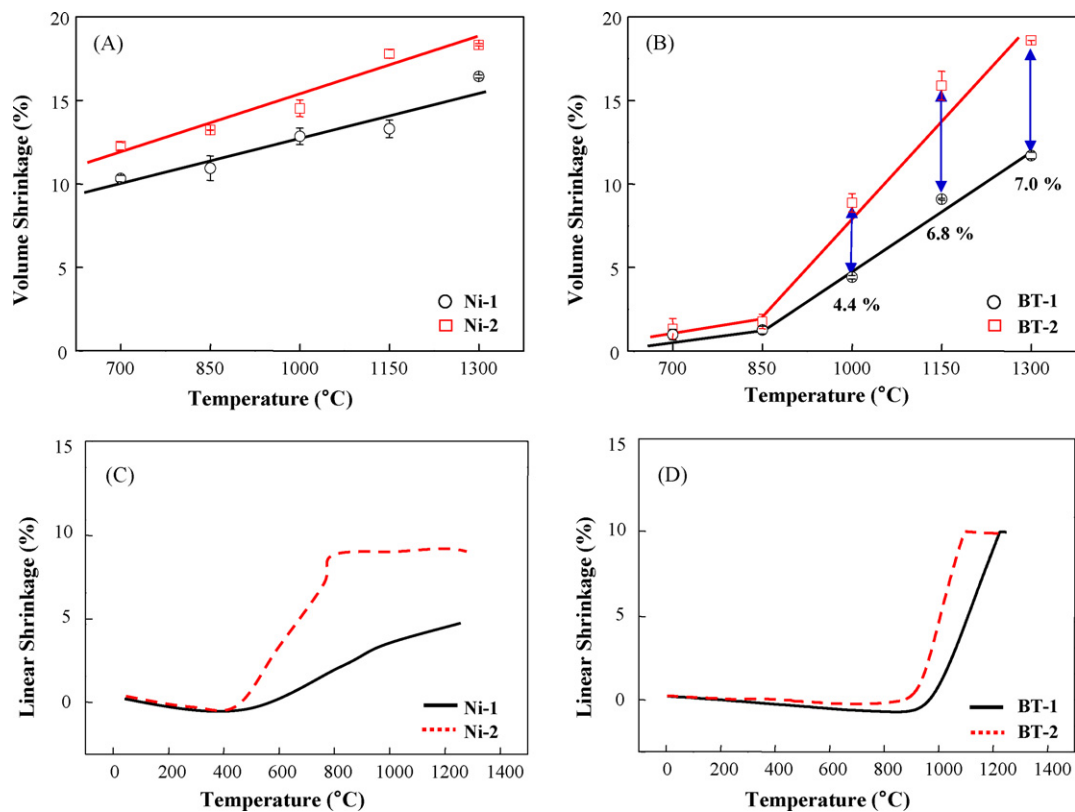 (A)
Volume Shrinkage (%)
20
15
10
5
0
Ni-1
Ni-2
700 850 1000 1150 1300
Temperature (°C)
(B)
Volume Shrinkage (%)
20
15
10
5
0
4.4 %
6.8 %
7.0 %
BT-1
BT-2
700 850 1000 1150 1300
Temperature (°C)
(C)
Linear Shrinkage (%)
15
10
5
0
Ni-1
Ni-2
0 200 400 600 800 1000 1200 1400
Temperature (°C)
(D)
Linear Shrinkage (%)
15
10
5
0
BT-1
BT-2
0 200 400 600 800 1000 1200 1400
Temperature (°C)